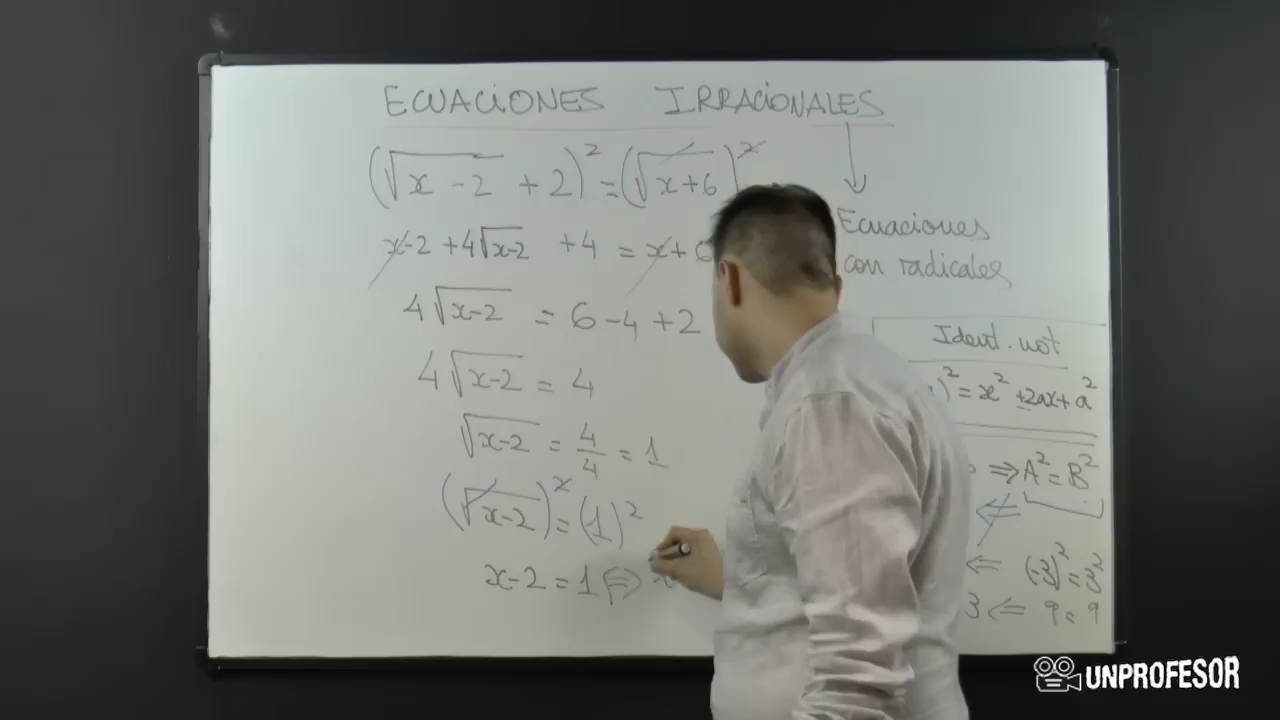 ECUACIONES IRRACIONALES
(√x-2 + 2)² = (√x+6)²
x-2 + 4√x-2 + 4 = x + 6
4√x-2 = 6 - 4 + 2
4√x-2 = 4
√x-2 = 4/4 = 1
(√x-2)² = (1)²
x-2 = 1 ⇔ x
Ecuaciones
con radicales
Ident. not
)² = x² + 2ax + a²
⇒ A² = B²
⇐
⇐ (-3)² = 3²
3 ⇐ 9 = 9
UNPROFESOR